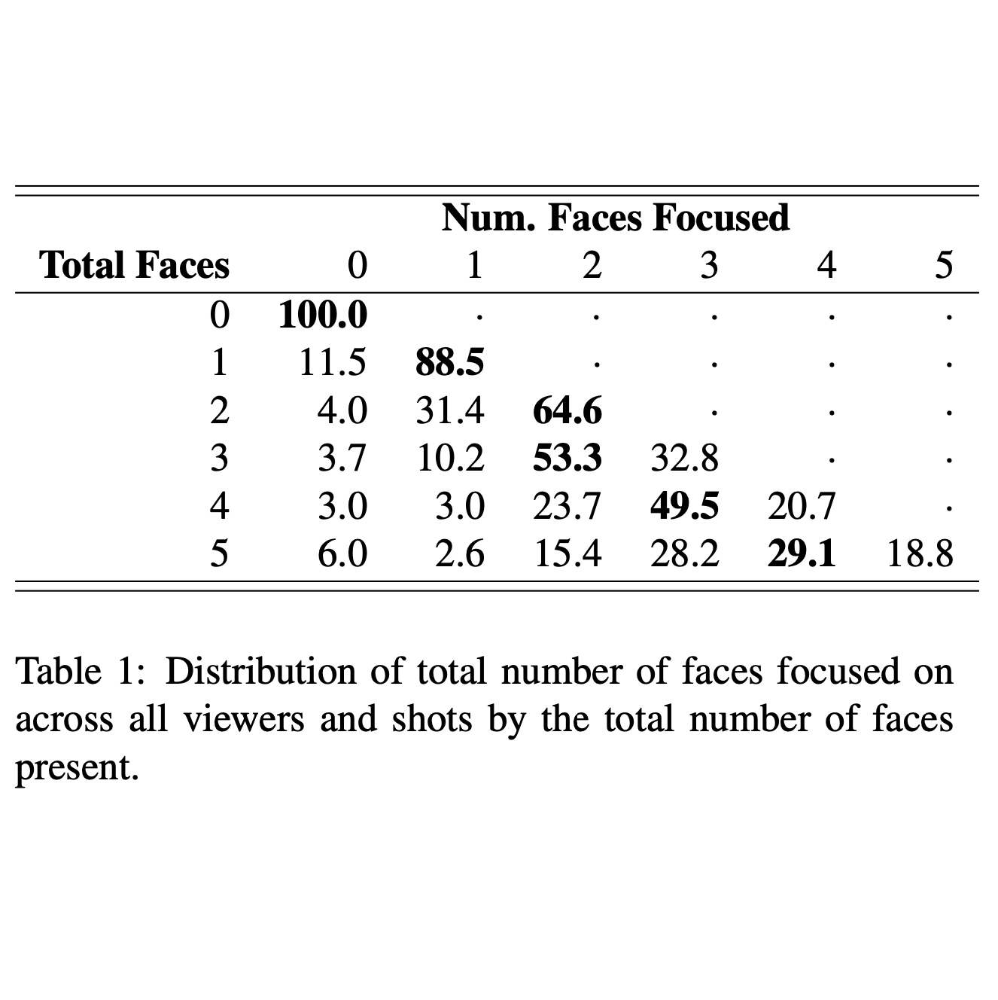 Num. Faces Focused
Total Faces 0 1 2 3 4 5
0 100.0 · · · · ·
1 11.5 88.5 · · · ·
2 4.0 31.4 64.6 · · ·
3 3.7 10.2 53.3 32.8 · ·
4 3.0 3.0 23.7 49.5 20.7 ·
5 6.0 2.6 15.4 28.2 29.1 18.8
Table 1: Distribution of total number of faces focused on
across all viewers and shots by the total number of faces
present.